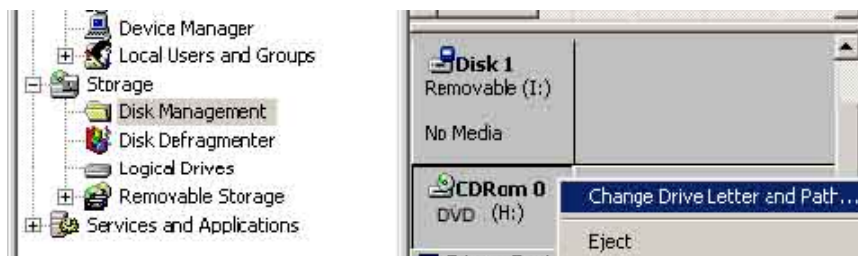 Device Manager
Local Users and Groups
Storage
Disk Management
Disk Defragmenter
Logical Drives
Removable Storage
Services and Applications
Disk 1
Removable (I:)
No Media
CDRom 0
DVD (H:)
Change Drive Letter and Path...
Eject